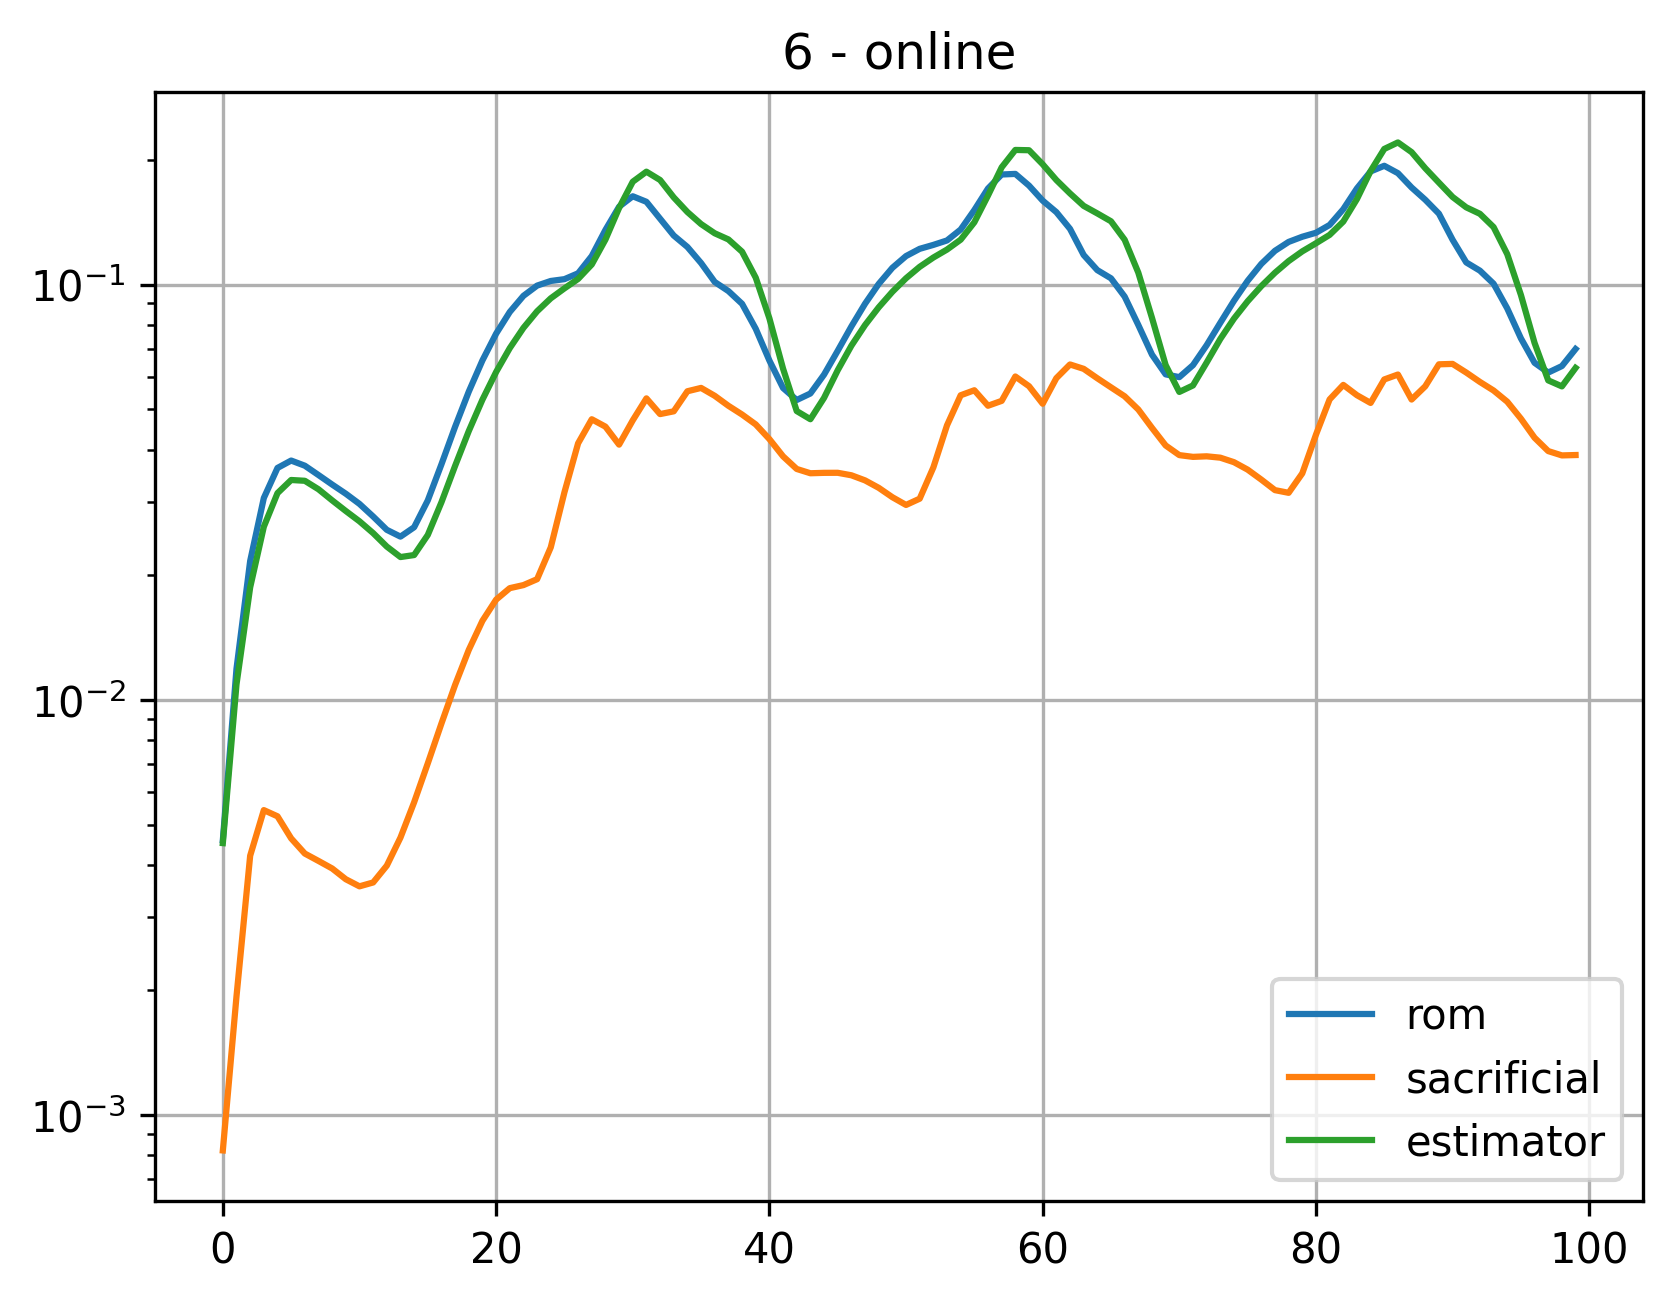 6 - online
10⁻¹
10⁻²
10⁻³
rom
sacrificial
estimator
0 20 40 60 80 100